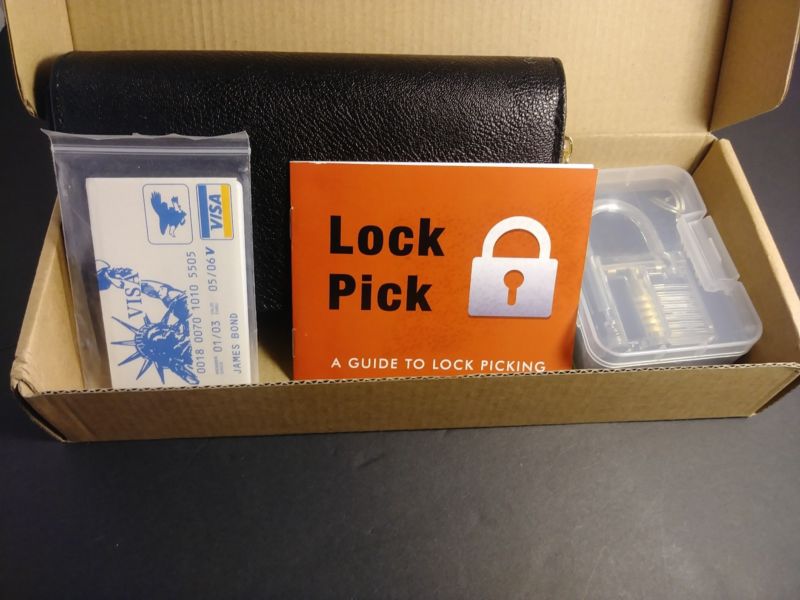 VISA
VISA
0018 0070 1010 5505
01/03 05/06 V
JAMES BOND
Lock
Pick
A GUIDE TO LOCK PICKING